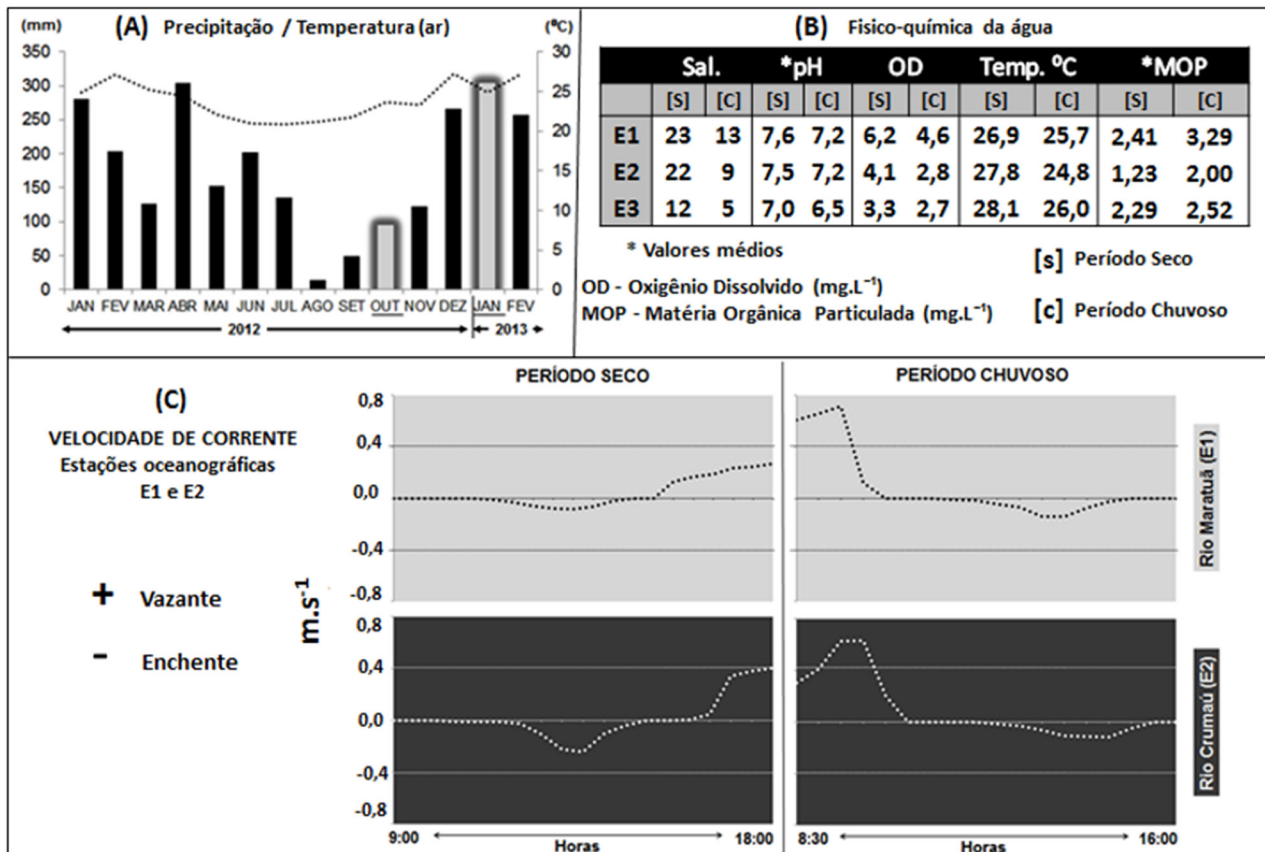 (A) Precipitação / Temperatura (ar)
(mm) (ºC)
350 30
300 25
250 20
200 15
150 10
100 5
50 0
0
JAN FEV MAR ABR MAI JUN JUL AGO SET OUT NOV DEZ JAN FEV
2012 2013
(B) Fisico-química da água
Sal. *pH OD Temp. ºC *MOP
[S] [C] [S] [C] [S] [C] [S] [C] [S] [C]
E1 23 13 7,6 7,2 6,2 4,6 26,9 25,7 2,41 3,29
E2 22 9 7,5 7,2 4,1 2,8 27,8 24,8 1,23 2,00
E3 12 5 7,0 6,5 3,3 2,7 28,1 26,0 2,29 2,52
* Valores médios
[s] Período Seco
OD - Oxigênio Dissolvido (mg.L⁻¹)
MOP - Matéria Orgânica Particulada (mg.L⁻¹)
[c] Período Chuvoso
(C)
VELOCIDADE DE CORRENTE
Estações oceanográficas
E1 e E2
+ Vazante
- Enchente
m.s⁻¹
PERÍODO SECO PERÍODO CHUVOSO
0,8
0,4
0,0
-0,4
-0,8
Rio Maratuã (E1)
0,8
0,4
0,0
-0,4
-0,8
Rio Crumaú (E2)
9:00 Horas 18:00
8:30 Horas 16:00